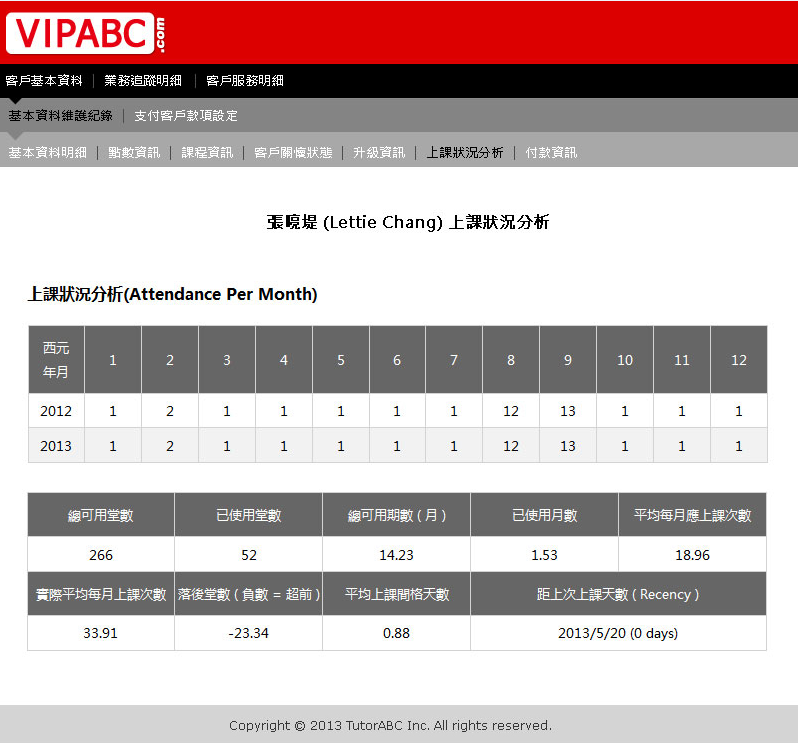 VIPABC.com
客戶基本資料 | 業務追蹤明細 | 客戶服務明細
基本資料維護紀錄 | 支付客戶款項設定
基本資料明細 | 點數資訊 | 課程資訊 | 客戶關懷狀態 | 升級資訊 | 上課狀況分析 | 付款資訊
張嘵堤 (Lettie Chang) 上課狀況分析
上課狀況分析(Attendance Per Month)
西元年月 1 2 3 4 5 6 7 8 9 10 11 12
2012 1 2 1 1 1 1 1 12 13 1 1 1
2013 1 2 1 1 1 1 1 12 13 1 1 1
總可用堂數 已使用堂數 總可用期數 ( 月 ) 已使用月數 平均每月應上課次數
266 52 14.23 1.53 18.96
實際平均每月上課次數 落後堂數 ( 負數 = 超前 ) 平均上課間格天數 距上次上課天數 ( Recency )
33.91 -23.34 0.88 2013/5/20 (0 days)
Copyright © 2013 TutorABC Inc. All rights reserved.